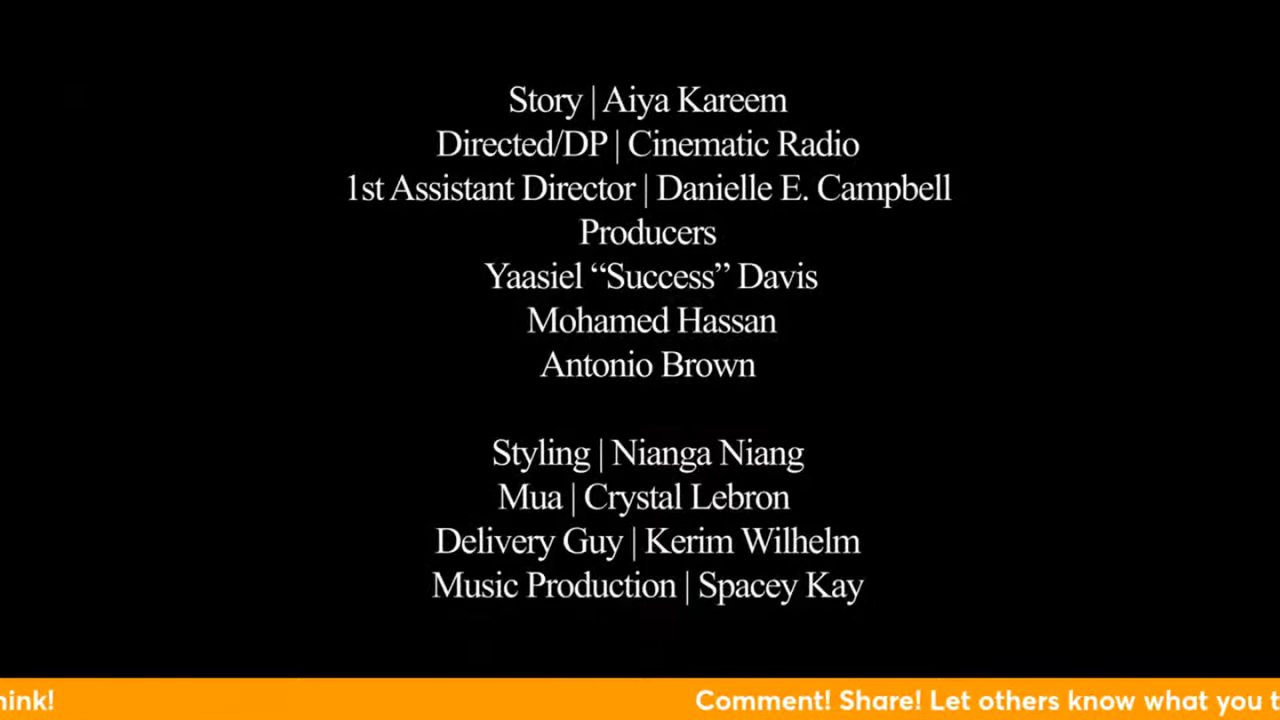 Story | Aiya Kareem
Directed/DP | Cinematic Radio
1st Assistant Director | Danielle E. Campbell
Producers
Yaasiel “Success” Davis
Mohamed Hassan
Antonio Brown
Styling | Nianga Niang
Mua | Crystal Lebron
Delivery Guy | Kerim Wilhelm
Music Production | Spacey Kay
hink! Comment! Share! Let others know what you t